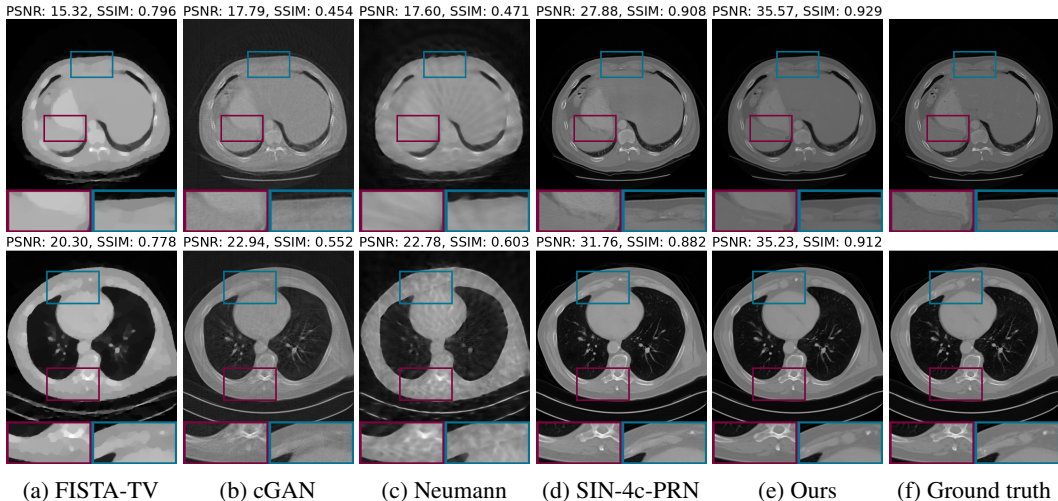 PSNR: 15.32, SSIM: 0.796 PSNR: 17.79, SSIM: 0.454 PSNR: 17.60, SSIM: 0.471 PSNR: 27.88, SSIM: 0.908 PSNR: 35.57, SSIM: 0.929
PSNR: 20.30, SSIM: 0.778 PSNR: 22.94, SSIM: 0.552 PSNR: 22.78, SSIM: 0.603 PSNR: 31.76, SSIM: 0.882 PSNR: 35.23, SSIM: 0.912
(a) FISTA-TV (b) cGAN (c) Neumann (d) SIN-4c-PRN (e) Ours (f) Ground truth